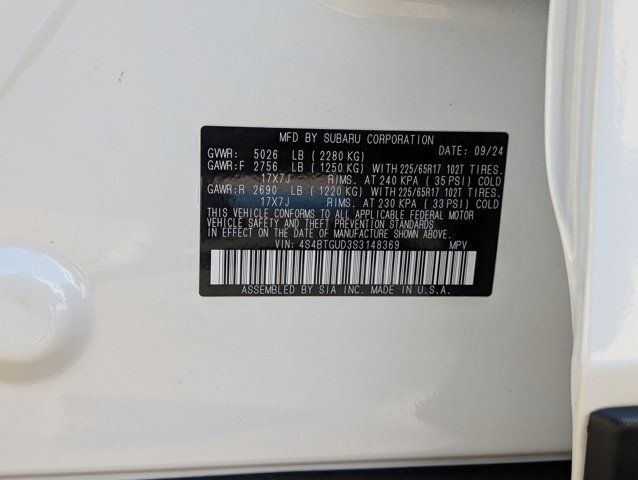 MFD BY SUBARU CORPORATION DATE: 09/24
GVWR: 5026 LB ( 2280 KG)
GAWR:F 2756 LB ( 1250 KG) WITH 225/65R17 102T TIRES.
17X7J RIMS. AT 240 KPA ( 35 PSI) COLD
GAWR:R 2690 LB ( 1220 KG) WITH 225/65R17 102T TIRES.
17X7J RIMS. AT 230 KPA ( 33 PSI) COLD
THIS VEHICLE CONFORMS TO ALL APPLICABLE FEDERAL MOTOR
VEHICLE SAFETY AND THEFT PREVENTION STANDARDS
IN EFFECT ON THE DATE OF MANUFACTURE SHOWN ABOVE.
VIN: 4S4BTGUD3S3148369 MPV
ASSEMBLED BY SIA INC. MADE IN U.S.A.